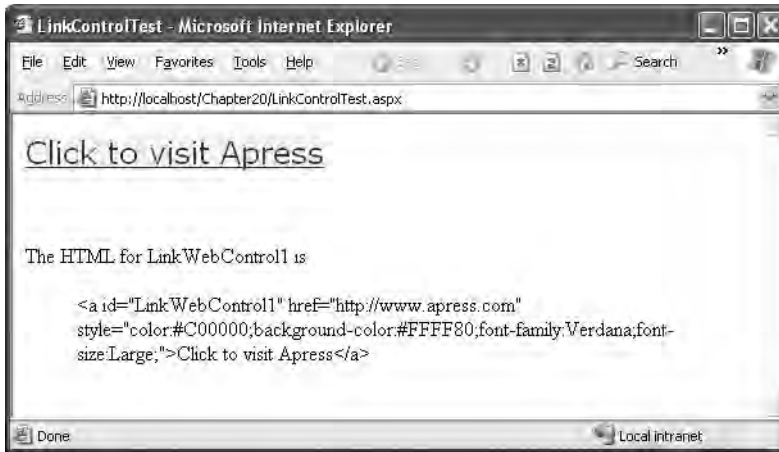 LinkControlTest - Microsoft Internet Explorer
File Edit View Favorites Tools Help Search »
Address http://localhost/Chapter20/LinkControlTest.aspx
Click to visit Apress
The HTML for LinkWebControl1 is
<a id="LinkWebControl1" href="http://www.apress.com"
style="color:#C00000;background-color:#FFFF80;font-family:Verdana;font-
size:Large;">Click to visit Apress</a>
Done Local intranet